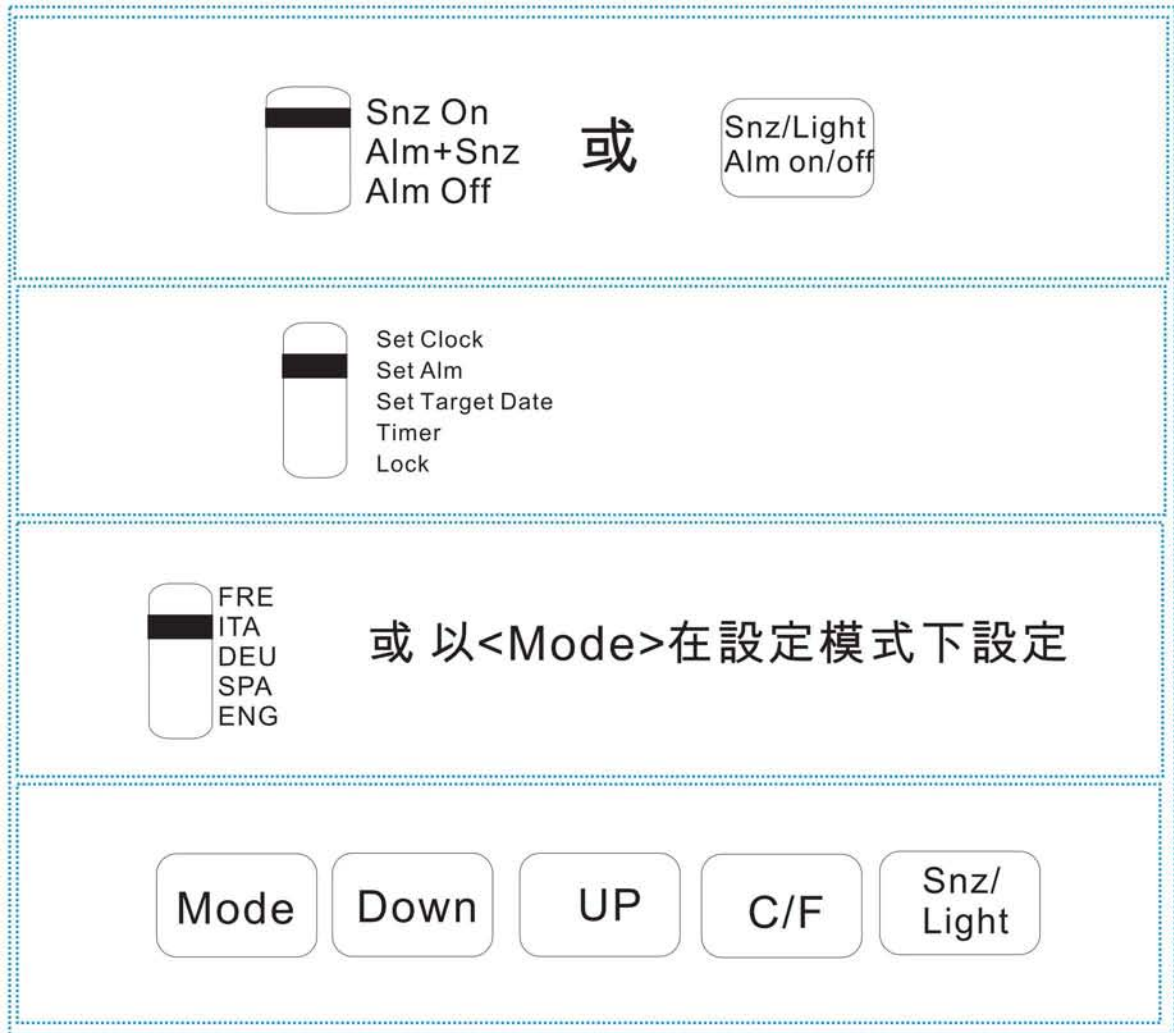 Snz On
Alm+Snz
Alm Off
或
Snz/Light
Alm on/off
Set Clock
Set Alm
Set Target Date
Timer
Lock
FRE
ITA
DEU
SPA
ENG
或 以<Mode>在設定模式下設定
Mode
Down
UP
C/F
Snz/
Light